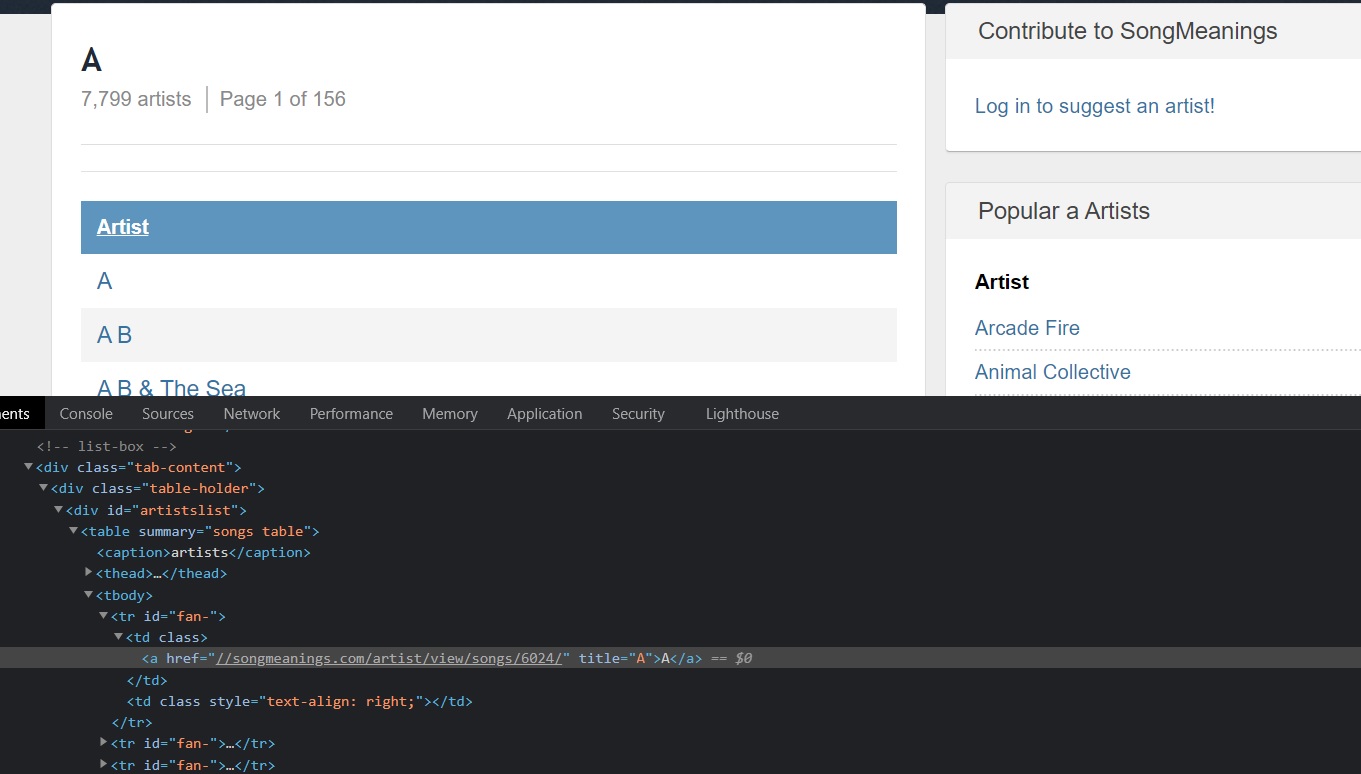 A
7,799 artists
Page 1 of 156
Artist
A
A B
A B & The Sea
Contribute to SongMeanings
Log in to suggest an artist!
Popular a Artists
Artist
Arcade Fire
Animal Collective
ents Console Sources Network Performance Memory Application Security Lighthouse
<!-- list-box -->
<div class="tab-content">
<div class="table-holder">
<div id="artistslist">
<table summary="songs table">
<caption>artists</caption>
<thead>…</thead>
<tbody>
<tr id="fan-">
<td class>
<a href="//songmeanings.com/artist/view/songs/6024/" title="A">A</a> == $0
</td>
<td class style="text-align: right;"></td>
</tr>
<tr id="fan-">…</tr>
<tr id="fan-">…</tr>